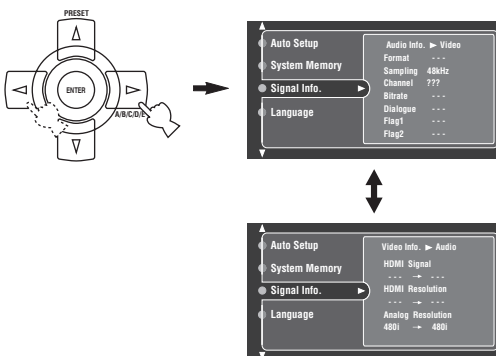 PRESET
ENTER
A/B/C/D/E
Auto Setup
System Memory
Signal Info.
Language
Audio Info. ▶ Video
Format - - -
Sampling 48kHz
Channel ???
Bitrate - - -
Dialogue - - -
Flag1 - - -
Flag2 - - -
Auto Setup
System Memory
Signal Info.
Language
Video Info. ▶ Audio
HDMI Signal
- - - → - - -
HDMI Resolution
- - - → - - -
Analog Resolution
480i → 480i